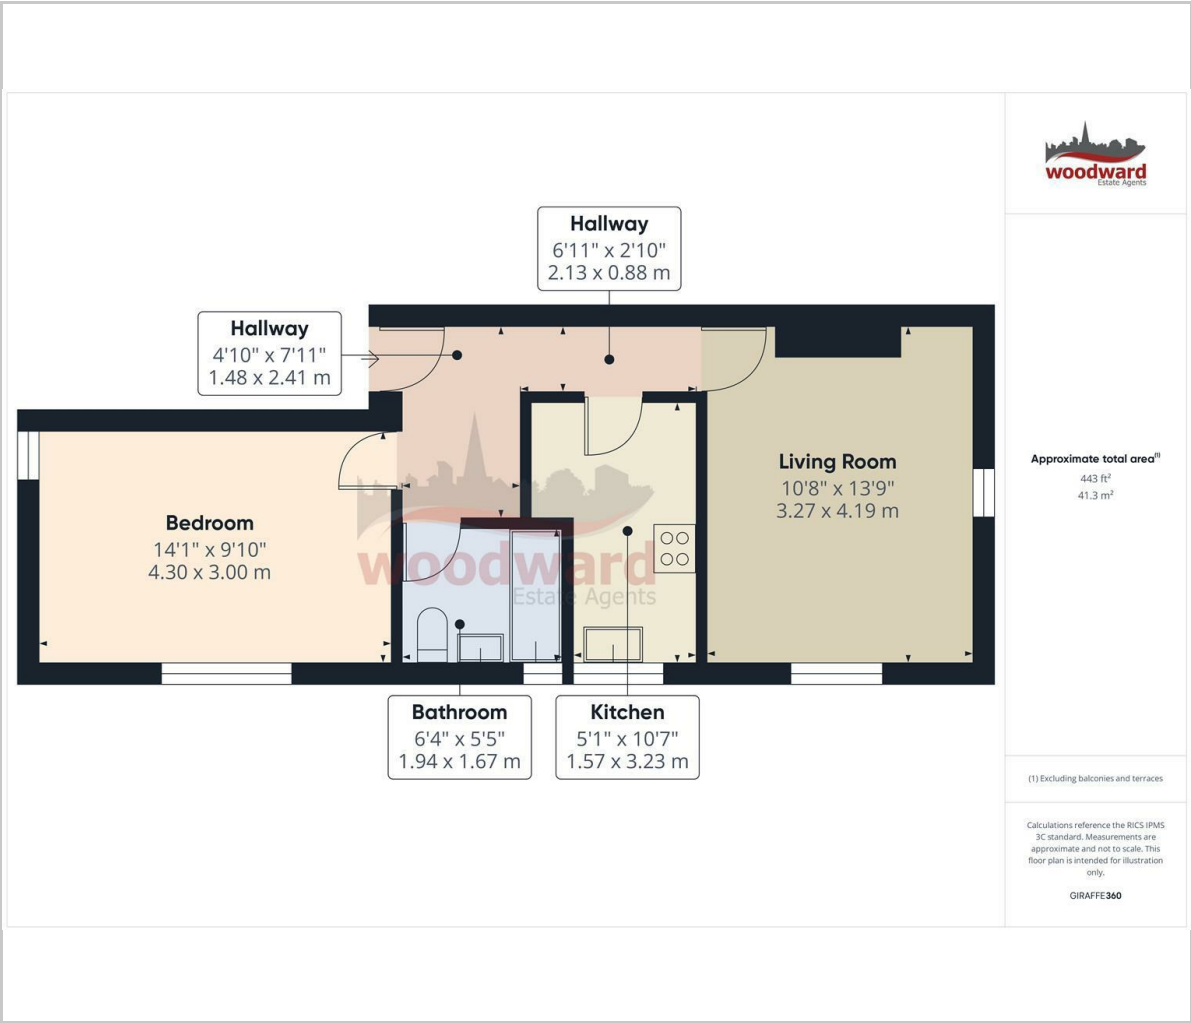 woodward
Estate Agents
Hallway
6'11" x 2'10"
2.13 x 0.88 m
Hallway
4'10" x 7'11"
1.48 x 2.41 m
Living Room
10'8" x 13'9"
3.27 x 4.19 m
Bedroom
14'1" x 9'10"
4.30 x 3.00 m
woodward
Estate Agents
Bathroom
6'4" x 5'5"
1.94 x 1.67 m
Kitchen
5'1" x 10'7"
1.57 x 3.23 m
Approximate total area(1)
443 ft²
41.3 m²
(1) Excluding balconies and terraces
Calculations reference the RICS IPMS
3C standard. Measurements are
approximate and not to scale. This
floor plan is intended for illustration
only.
GIRAFFE360